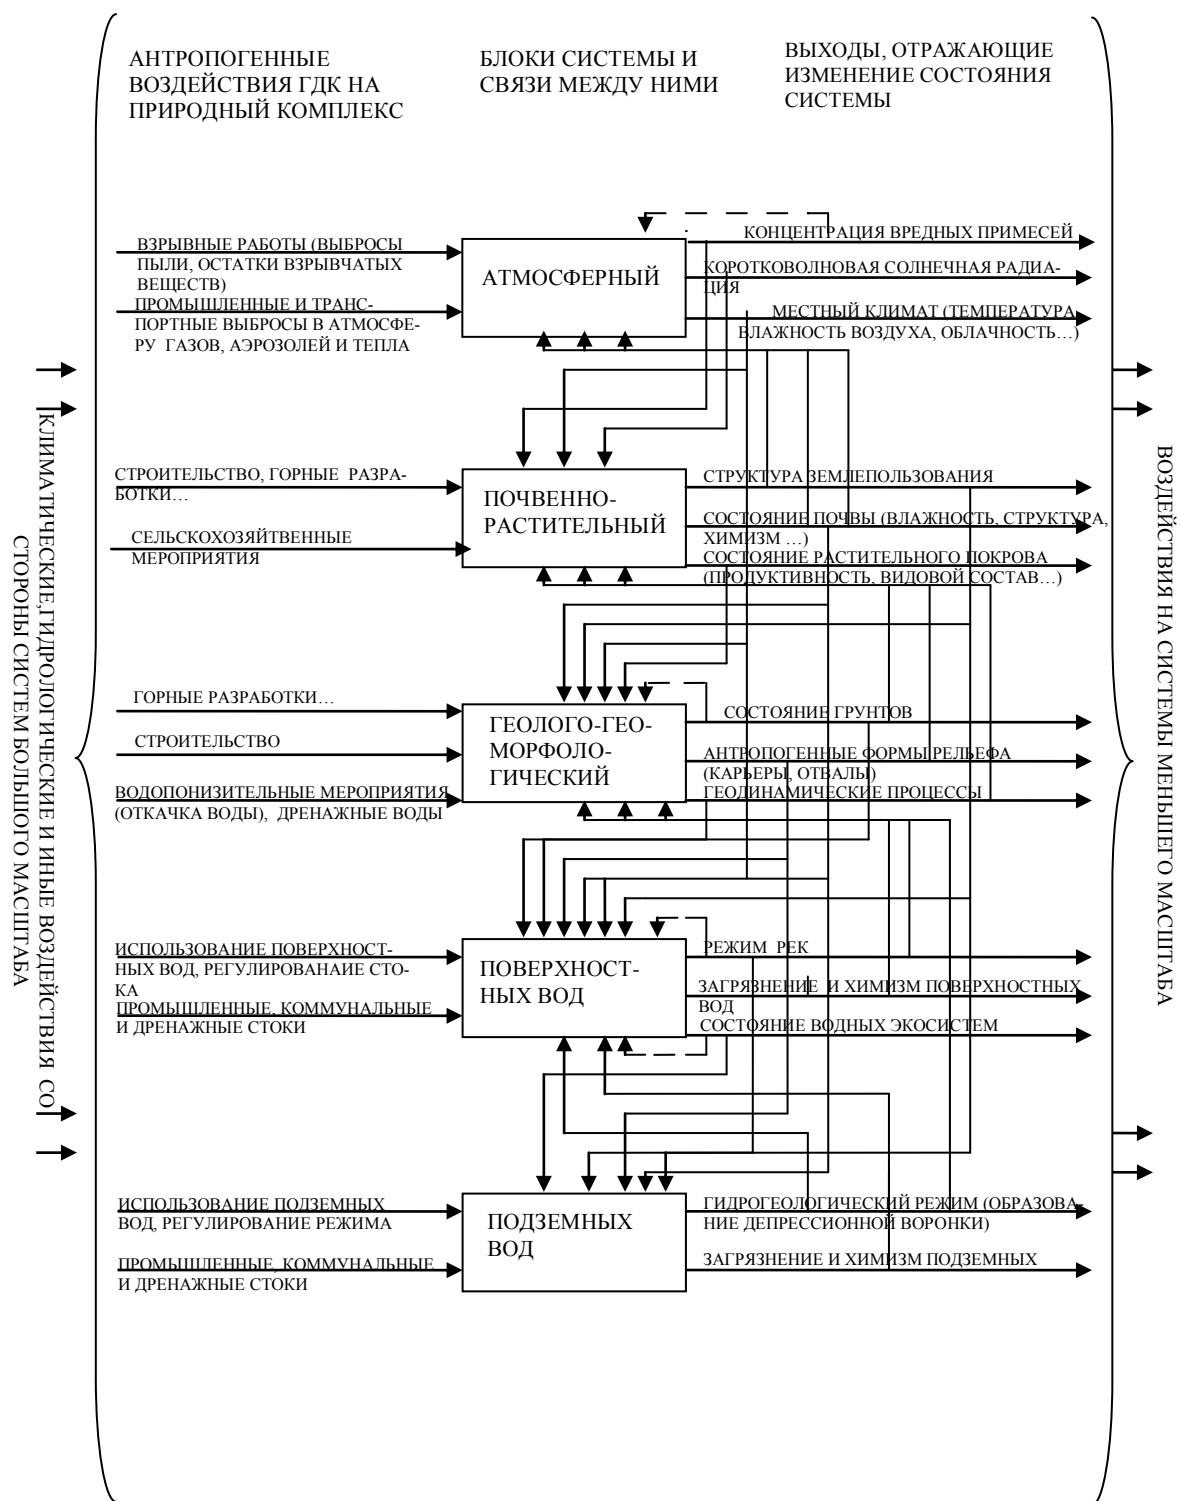 АНТРОПОГЕННЫЕ
ВОЗДЕЙСТВИЯ ГДК НА
ПРИРОДНЫЙ КОМПЛЕКС
БЛОКИ СИСТЕМЫ И
СВЯЗИ МЕЖДУ НИМИ
ВЫХОДЫ, ОТРАЖАЮЩИЕ
ИЗМЕНЕНИЕ СОСТОЯНИЯ
СИСТЕМЫ
КЛИМАТИЧЕСКИЕ,ГИДРОЛОГИЧЕСКИЕ И ИНЫЕ ВОЗДЕЙСТВИЯ СО
СТОРОНЫ СИСТЕМ БОЛЬШОГО МАСШТАБА
ВЗРЫВНЫЕ РАБОТЫ (ВЫБРОСЫ
ПЫЛИ, ОСТАТКИ ВЗРЫВЧАТЫХ
ВЕЩЕСТВ)
ПРОМЫШЛЕННЫЕ И ТРАНС-
ПОРТНЫЕ ВЫБРОСЫ В АТМОСФЕ-
РУ ГАЗОВ, АЭРОЗОЛЕЙ И ТЕПЛА
АТМОСФЕРНЫЙ
КОНЦЕНТРАЦИЯ ВРЕДНЫХ ПРИМЕСЕЙ
КОРОТКОВОЛНОВАЯ СОЛНЕЧНАЯ РАДИА-
ЦИЯ
МЕСТНЫЙ КЛИМАТ (ТЕМПЕРАТУРА,
ВЛАЖНОСТЬ ВОЗДУХА, ОБЛАЧНОСТЬ…)
СТРОИТЕЛЬСТВО, ГОРНЫЕ РАЗРА-
БОТКИ…
СЕЛЬСКОХОЗЯЙТВЕННЫЕ
МЕРОПРИЯТИЯ
ПОЧВЕННО-
РАСТИТЕЛЬНЫЙ
СТРУКТУРА ЗЕМЛЕПОЛЬЗОВАНИЯ
СОСТОЯНИЕ ПОЧВЫ (ВЛАЖНОСТЬ, СТРУКТУРА,
ХИМИЗМ …)
СОСТОЯНИЕ РАСТИТЕЛЬНОГО ПОКРОВА
(ПРОДУКТИВНОСТЬ, ВИДОВОЙ СОСТАВ…)
ГОРНЫЕ РАЗРАБОТКИ…
СТРОИТЕЛЬСТВО
ВОДОПОНИЗИТЕЛЬНЫЕ МЕРОПРИЯТИЯ
(ОТКАЧКА ВОДЫ), ДРЕНАЖНЫЕ ВОДЫ
ГЕОЛОГО-ГЕО-
МОРФОЛО-
ГИЧЕСКИЙ
СОСТОЯНИЕ ГРУНТОВ
АНТРОПОГЕННЫЕ ФОРМЫ РЕЛЬЕФА
(КАРЬЕРЫ, ОТВАЛЫ)
ГЕОДИНАМИЧЕСКИЕ ПРОЦЕССЫ
ИСПОЛЬЗОВАНИЕ ПОВЕРХНОСТ-
НЫХ ВОД, РЕГУЛИРОВАНАИЕ СТО-
КА
ПРОМЫШЛЕННЫЕ, КОММУНАЛЬНЫЕ
И ДРЕНАЖНЫЕ СТОКИ
ПОВЕРХНОСТ-
НЫХ ВОД
РЕЖИМ РЕК
ЗАГРЯЗНЕНИЕ И ХИМИЗМ ПОВЕРХНОСТНЫХ
ВОД
СОСТОЯНИЕ ВОДНЫХ ЭКОСИСТЕМ
ИСПОЛЬЗОВАНИЕ ПОДЗЕМНЫХ
ВОД, РЕГУЛИРОВАНИЕ РЕЖИМА
ПРОМЫШЛЕННЫЕ, КОММУНАЛЬНЫЕ
И ДРЕНАЖНЫЕ СТОКИ
ПОДЗЕМНЫХ
ВОД
ГИДРОГЕОЛОГИЧЕСКИЙ РЕЖИМ (ОБРАЗОВА-
НИЕ ДЕПРЕССИОННОЙ ВОРОНКИ)
ЗАГРЯЗНЕНИЕ И ХИМИЗМ ПОДЗЕМНЫХ
ВОЗДЕЙСТВИЯ НА СИСТЕМЫ МЕНЬШЕГО МАСШТАБА